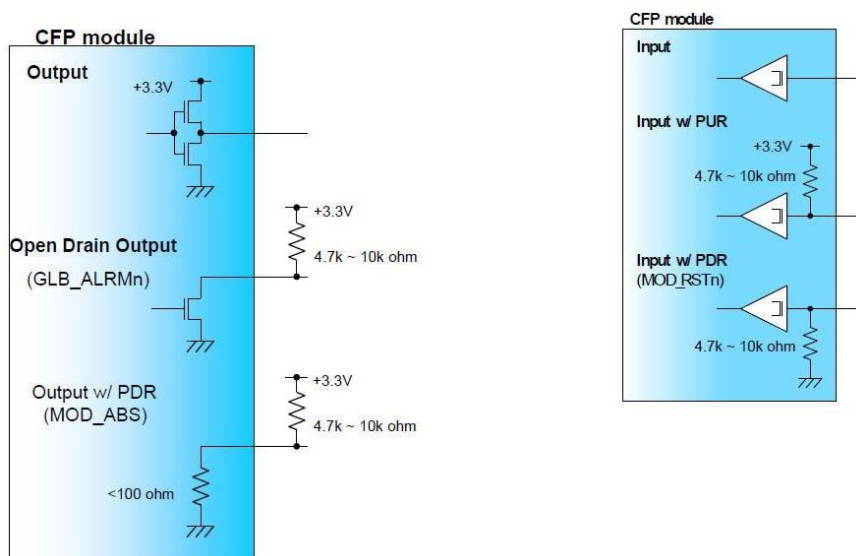 CFP module
Output
+3.3V
+3.3V
4.7k ~ 10k ohm
Open Drain Output
(GLB_ALRMn)
+3.3V
4.7k ~ 10k ohm
Output w/ PDR
(MOD_ABS)
<100 ohm
CFP module
Input
Input w/ PUR
+3.3V
4.7k ~ 10k ohm
Input w/ PDR
(MOD_RSTn)
4.7k ~ 10k ohm